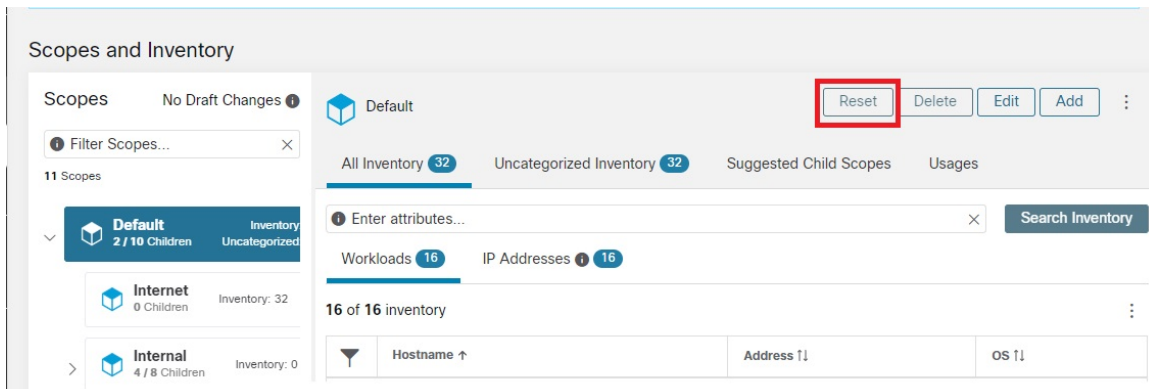 Scopes and Inventory
Scopes No Draft Changes
Filter Scopes...
11 Scopes
Default Inventory
2 / 10 Children Uncategorized
Internet
0 Children Inventory: 32
Internal
4 / 8 Children Inventory: 0
Default Reset Delete Edit Add
All Inventory 32 Uncategorized Inventory 32 Suggested Child Scopes Usages
Enter attributes... Search Inventory
Workloads 16 IP Addresses 16
16 of 16 inventory
Hostname ↑ Address ↑↓ OS ↑↓